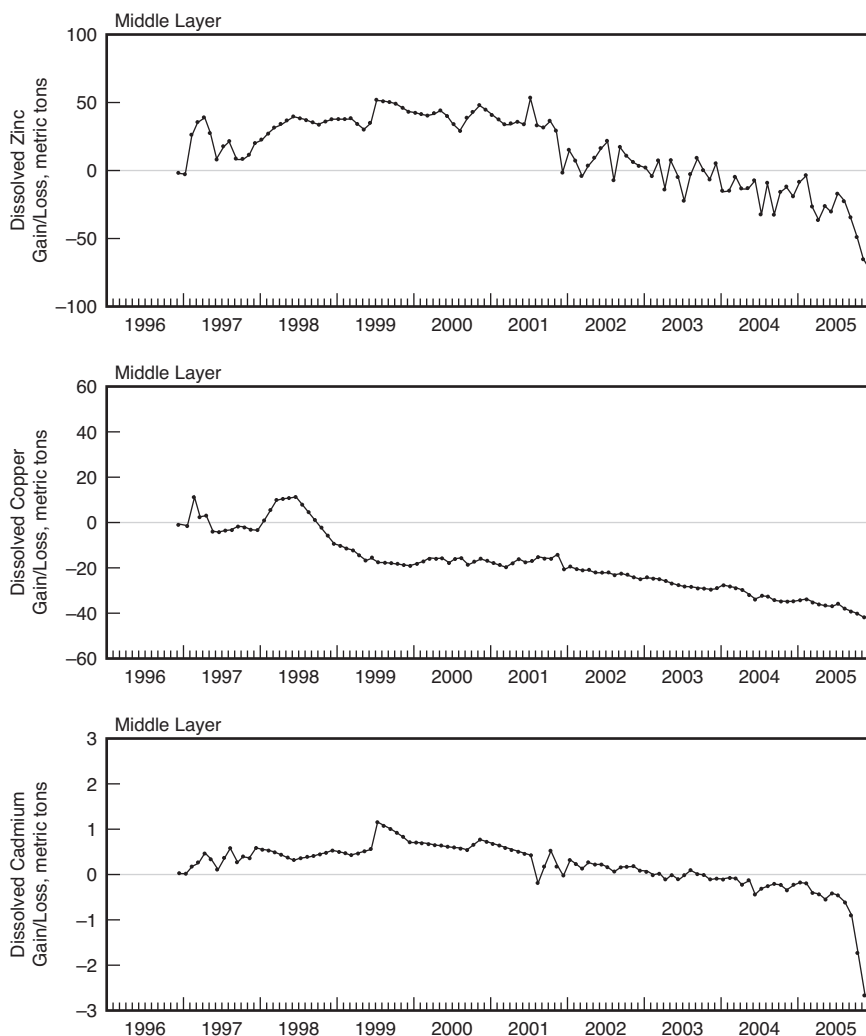 Middle Layer
Dissolved Zinc
Gain/Loss, metric tons
100
50
0
−50
−100
1996 1997 1998 1999 2000 2001 2002 2003 2004 2005
Middle Layer
Dissolved Copper
Gain/Loss, metric tons
60
40
20
0
−20
−40
−60
1996 1997 1998 1999 2000 2001 2002 2003 2004 2005
Middle Layer
Dissolved Cadmium
Gain/Loss, metric tons
3
2
1
0
−1
−2
−3
1996 1997 1998 1999 2000 2001 2002 2003 2004 2005